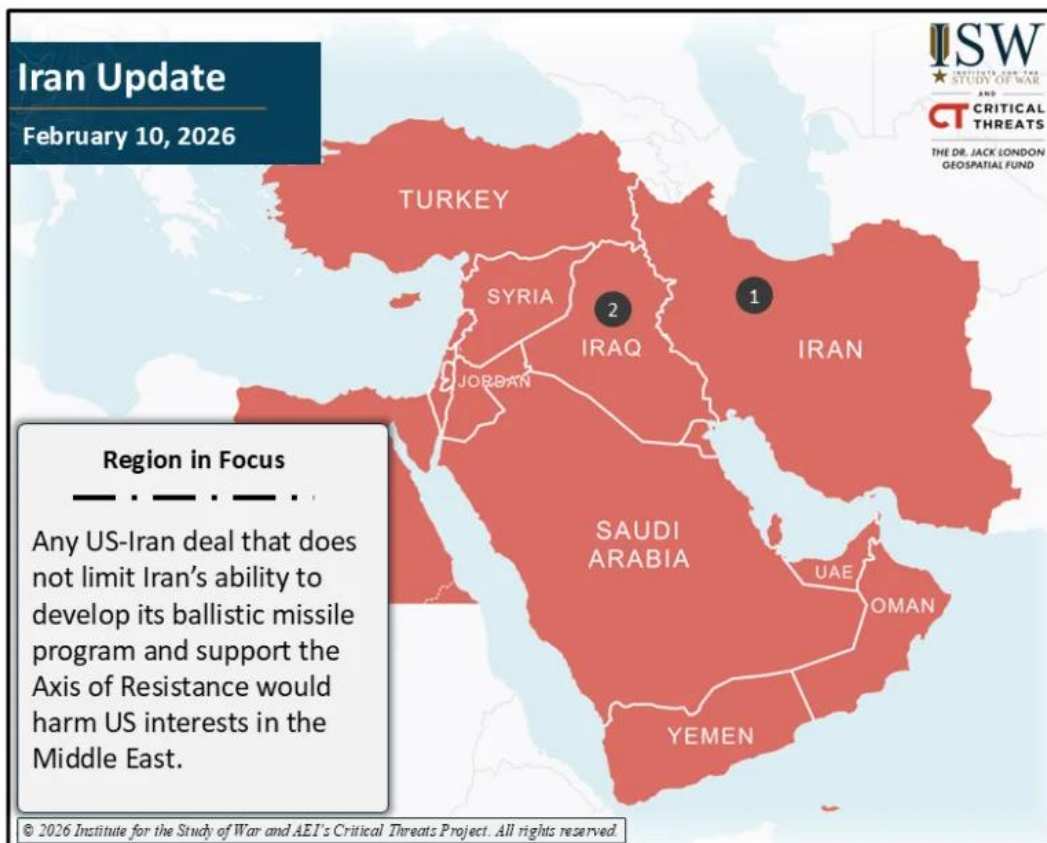 Iran Update
February 10, 2026
ISW
INSTITUTE FOR THE
STUDY OF WAR
AND
CT CRITICAL
THREATS
THE DR. JACK LONDON
GEOSPATIAL FUND
TURKEY
SYRIA
2
1
IRAQ
IRAN
JORDAN
Region in Focus
Any US-Iran deal that does
not limit Iran’s ability to
develop its ballistic missile
program and support the
Axis of Resistance would
harm US interests in the
Middle East.
SAUDI
ARABIA
UAE
OMAN
YEMEN
© 2026 Institute for the Study of War and AEI's Critical Threats Project. All rights reserved.